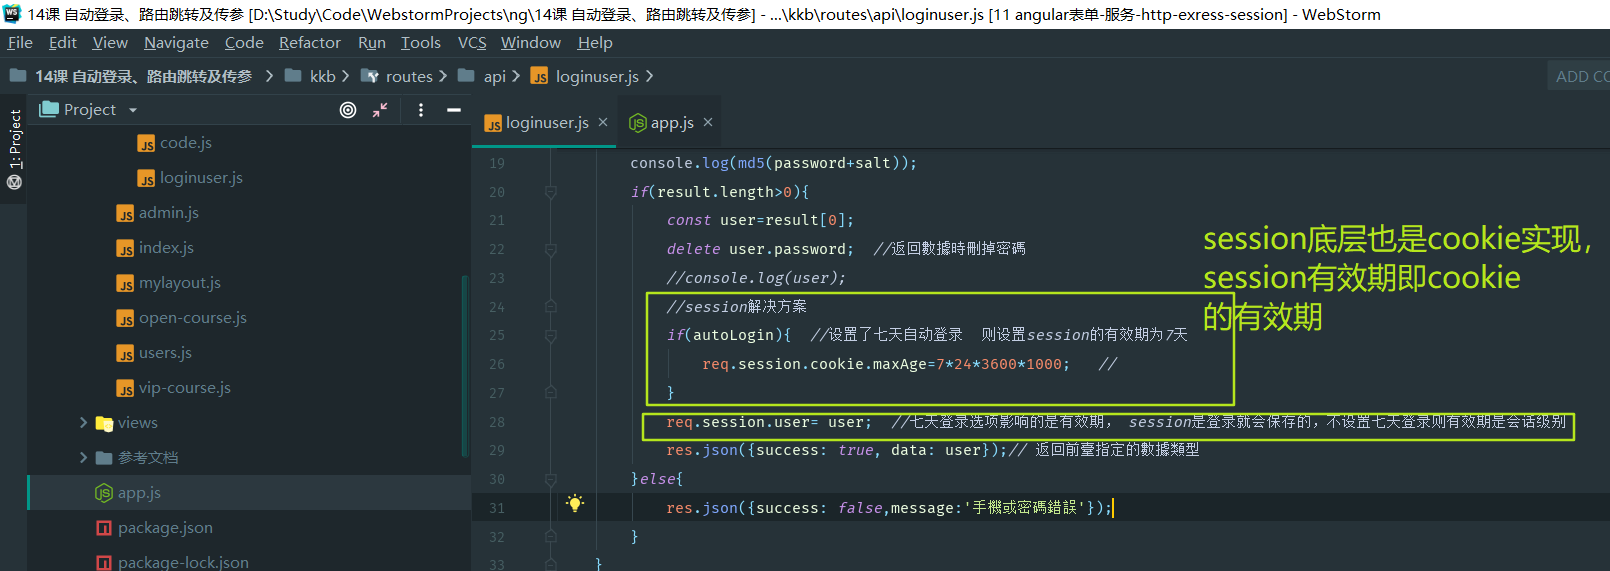 14课 自动登录、路由跳转及传参 [D:\Study\Code\WebstormProjects\ng\14课 自动登录、路由跳转及传参] - ...\kkb\routes\api\loginuser.js [11 angular表单-服务-http-exress-session] - WebStorm
File Edit View Navigate Code Refactor Run Tools VCS Window Help
14课 自动登录、路由跳转及传参 kkb routes api loginuser.js ADD CO
1: Project
Project
code.js
loginuser.js
admin.js
index.js
mylayout.js
open-course.js
users.js
vip-course.js
views
参考文档
app.js
package.json
package-lock.json
loginuser.js × app.js ×
19 console.log(md5(password+salt));
20 if(result.length>0){
21 const user=result[0];
22 delete user.password; //返回數據時刪掉密碼
23 //console.log(user);
24 //session解决方案
25 if(autoLogin){ //设置了七天自动登录 则设置session的有效期为7天
26 req.session.cookie.maxAge=7*24*3600*1000; //
27 }
28 req.session.user= user; //七天登录选项影响的是有效期， session是登录就会保存的，不设置七天登录则有效期是会话级别
29 res.json({success: true, data: user});// 返回前臺指定的數據類型
30 }else{
31 res.json({success: false,message:'手機或密碼錯誤'});
32 }
33 }
session底层也是cookie实现，
session有效期即cookie
的有效期